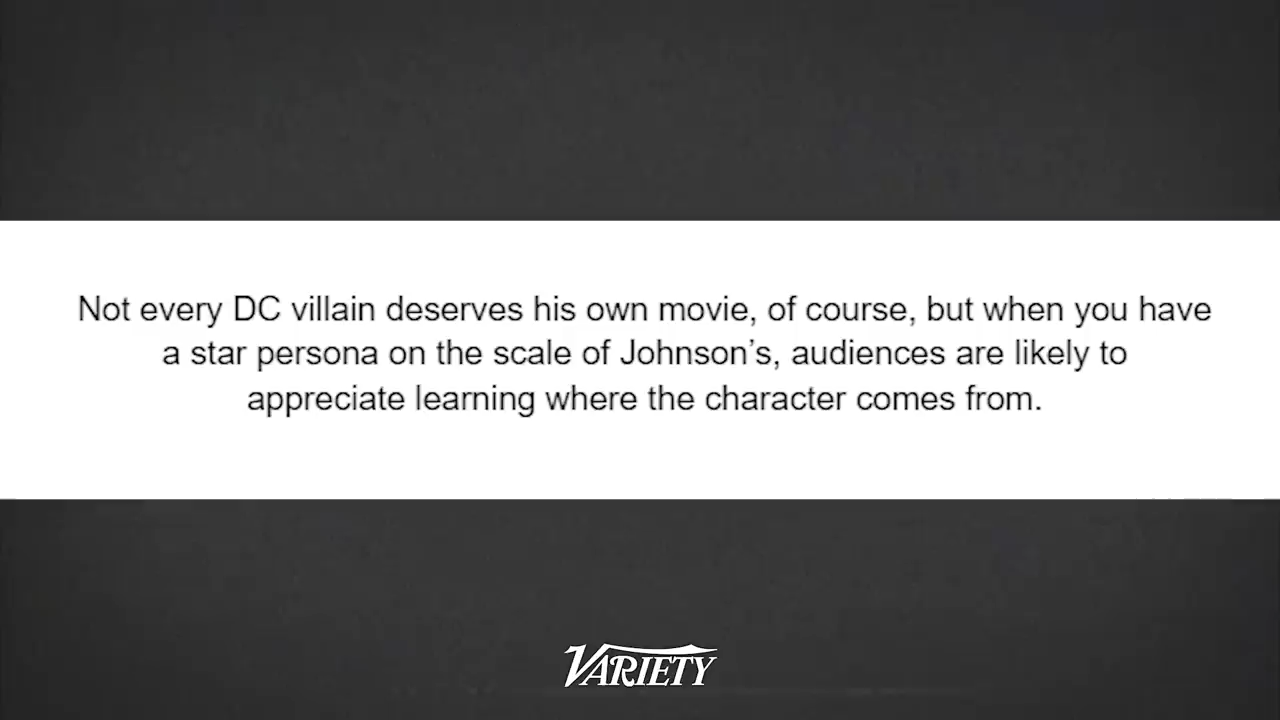 Not every DC villain deserves his own movie, of course, but when you have
a star persona on the scale of Johnson’s, audiences are likely to
appreciate learning where the character comes from.
VARIETY